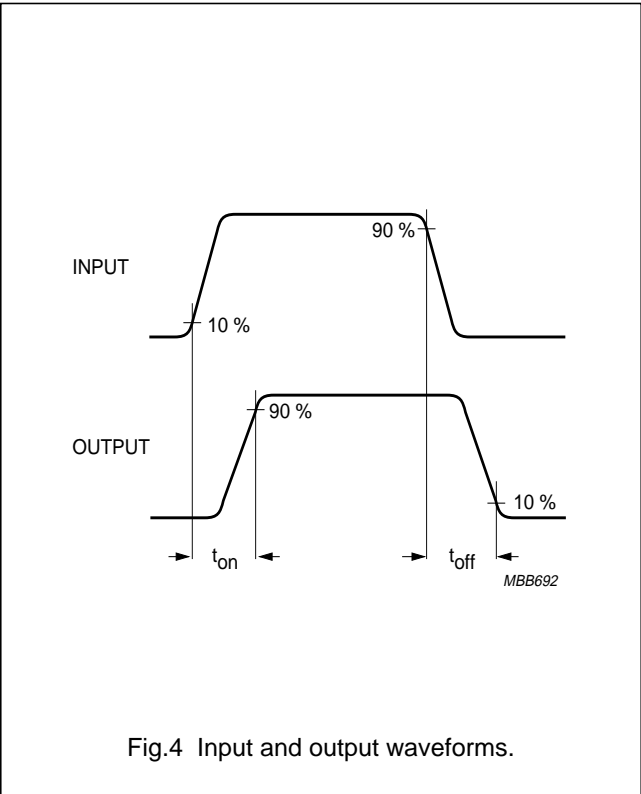 90 %
INPUT
10 %
90 %
OUTPUT
10 %
ton
toff
MBB692
Fig.4 Input and output waveforms.